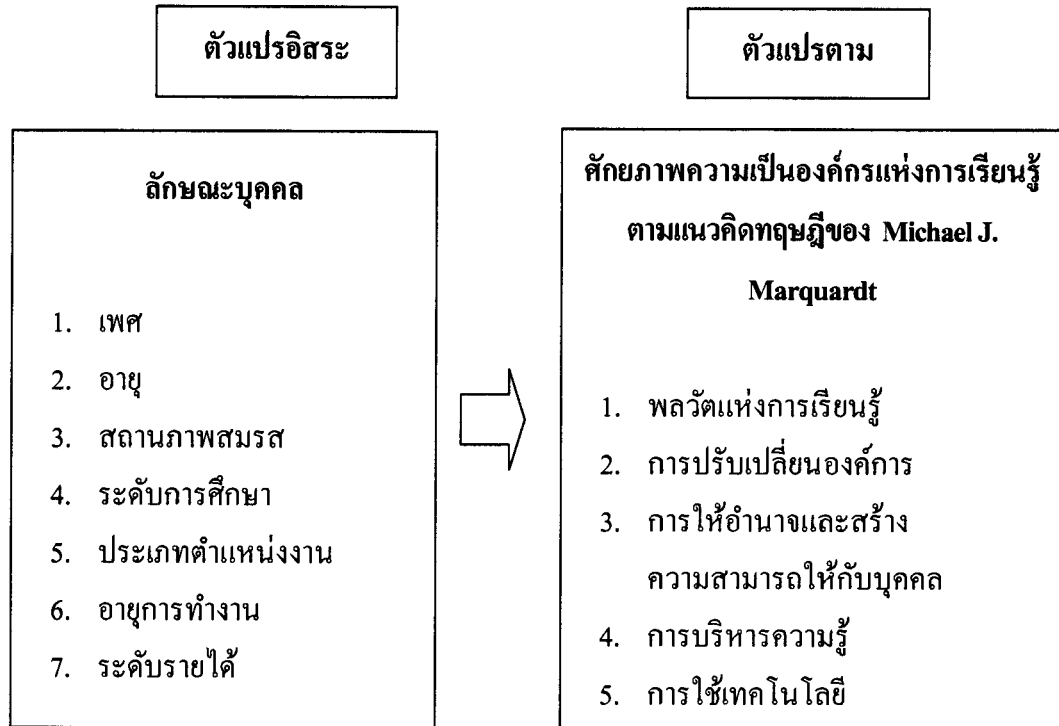 ตัวแปรอิสระ
ตัวแปรตาม
ลักษณะบุคคล
1. เพศ
2. อายุ
3. สถานภาพสมรส
4. ระดับการศึกษา
5. ประเภทตำแหน่งงาน
6. อายุการทำงาน
7. ระดับรายได้
ศักยภาพความเป็นองค์กรแห่งการเรียนรู้
ตามแนวคิดทฤษฎีของ Michael J.
Marquardt
1. พลวัตแห่งการเรียนรู้
2. การปรับเปลี่ยนองค์การ
3. การให้อำนาจและสร้าง
ความสามารถให้กับบุคคล
4. การบริหารความรู้
5. การใช้เทคโนโลยี